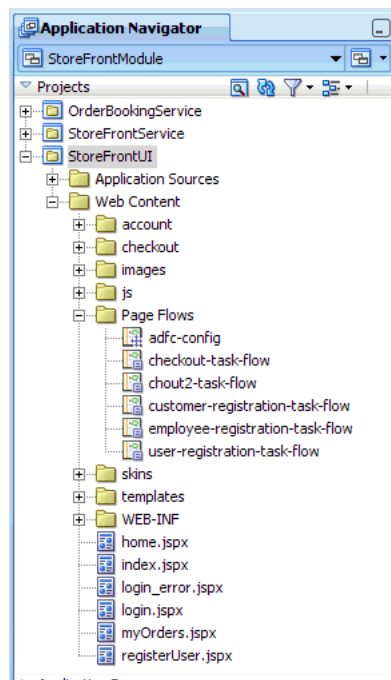 Application Navigator
StoreFrontModule
Projects
OrderBookingService
StoreFrontService
StoreFrontUI
Application Sources
Web Content
account
checkout
images
js
Page Flows
adfc-config
checkout-task-flow
chout2-task-flow
customer-registration-task-flow
employee-registration-task-flow
user-registration-task-flow
skins
templates
WEB-INF
home.jspx
index.jspx
login_error.jspx
login.jspx
myOrders.jspx
registerUser.jspx